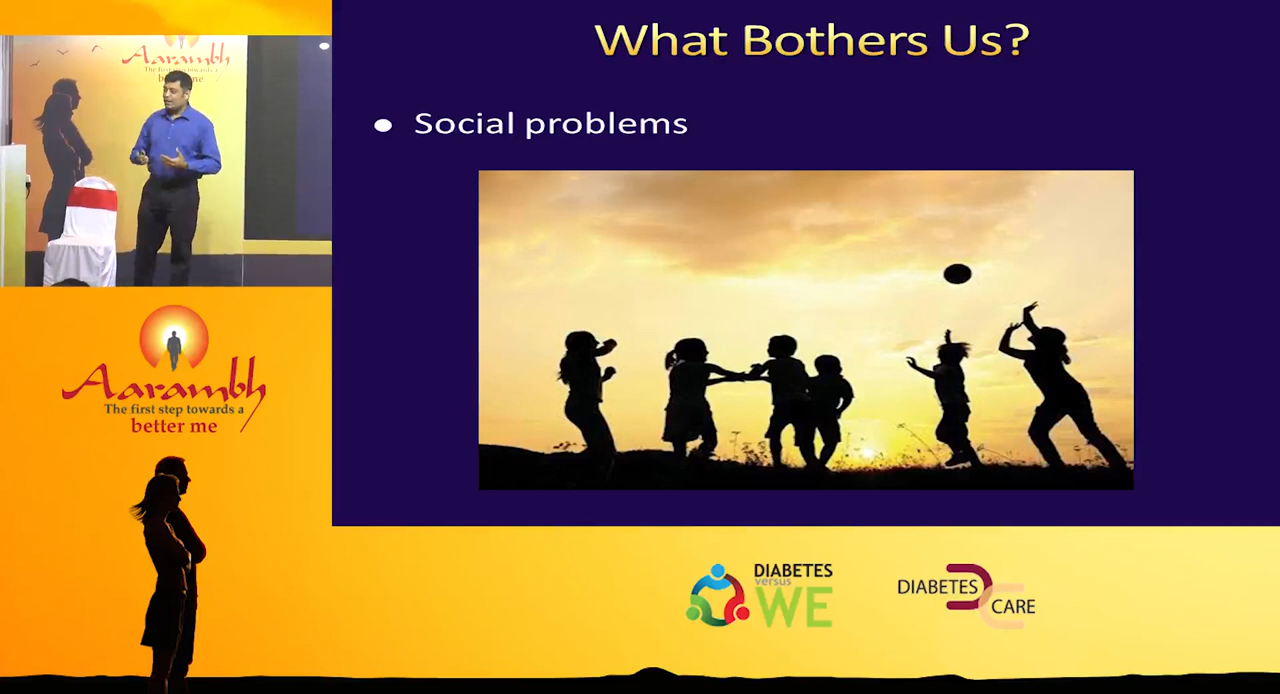 What Bothers Us?
Social problems
Aarambh
The first step towards a
better me
Aarambh
The first step towards a
better me
DIABETES
versus
WE
DIABETES
CARE